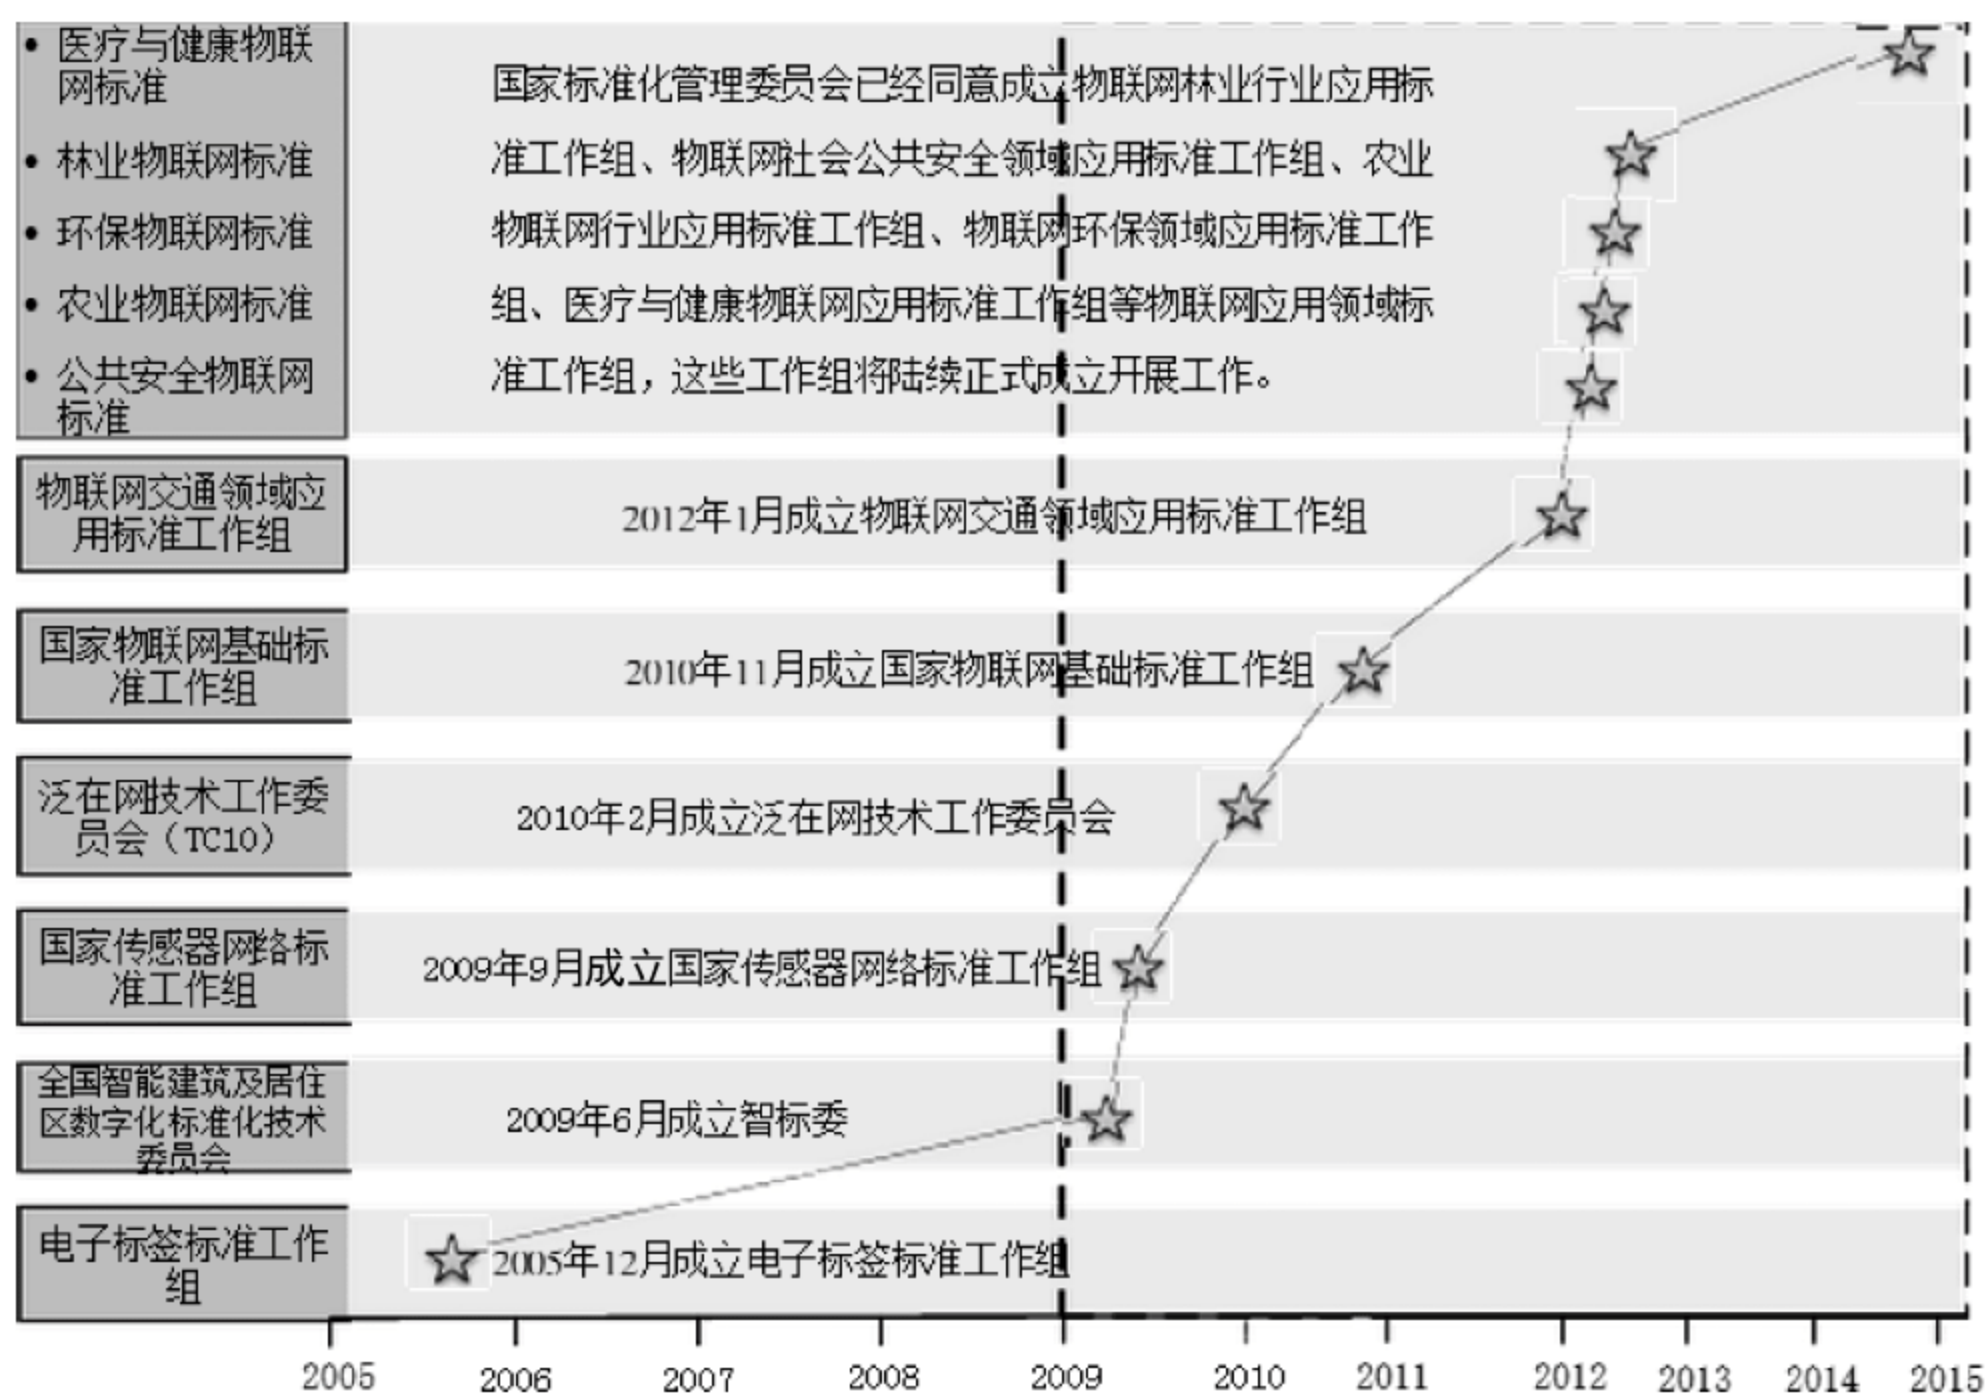 • 医疗与健康物联
网标准
• 林业物联网标准
• 环保物联网标准
• 农业物联网标准
• 公共安全物联网
标准
国家标准化管理委员会已经同意成立物联网林业行业应用标
准工作组、物联网社会公共安全领域应用标准工作组、农业
物联网行业应用标准工作组、物联网环保领域应用标准工作
组、医疗与健康物联网应用标准工作组等物联网应用领域标
准工作组，这些工作组将陆续正式成立开展工作。
物联网交通领域应
用标准工作组
2012年1月成立物联网交通领域应用标准工作组
国家物联网基础标
准工作组
2010年11月成立国家物联网基础标准工作组
泛在网技术工作委
员会（TC10）
2010年2月成立泛在网技术工作委员会
国家传感器网络标
准工作组
2009年9月成立国家传感器网络标准工作组
全国智能建筑及居住
区数字化标准化技术
委员会
2009年6月成立智标委
电子标签标准工作
组
2005年12月成立电子标签标准工作组
2005 2006 2007 2008 2009 2010 2011 2012 2013 2014 2015